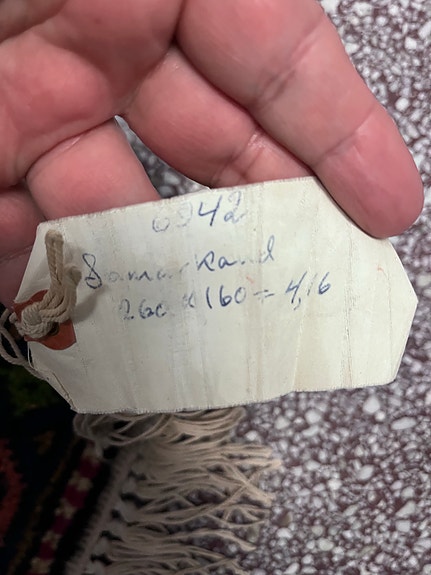 6942
Samarkand
260 x 160 = 4,16